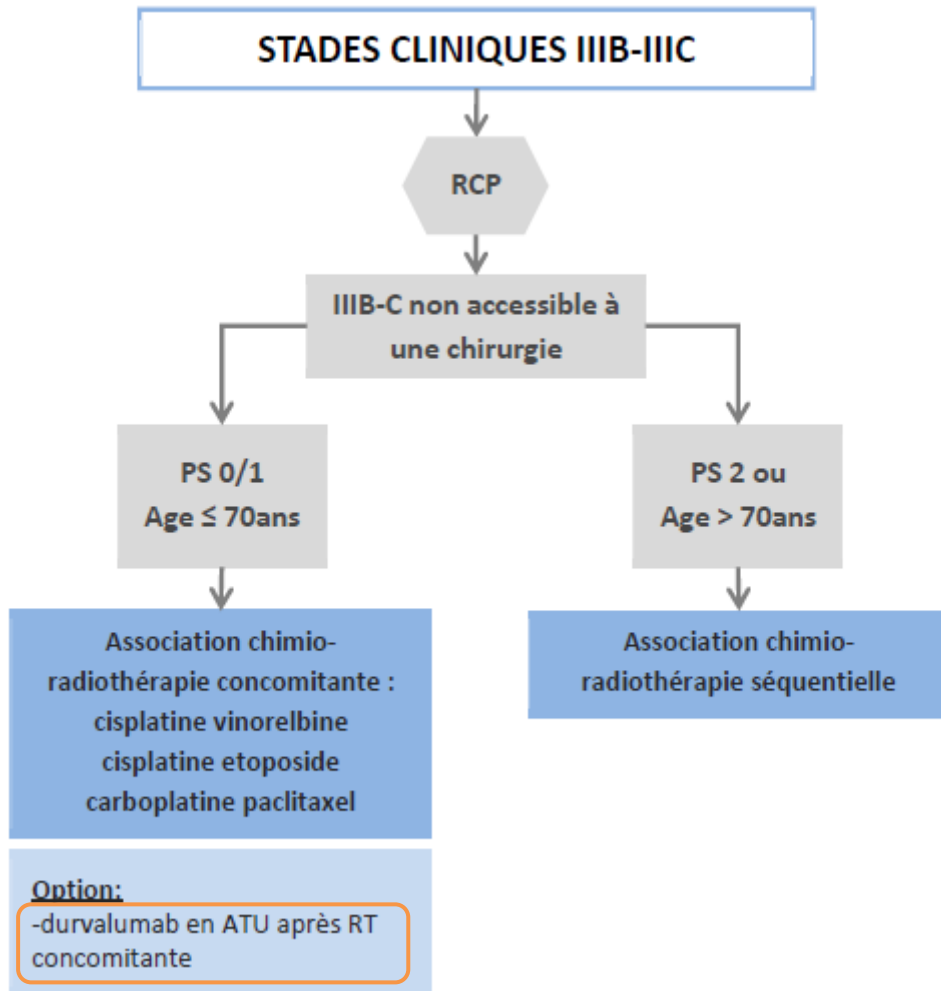 STADES CLINIQUES IIIB-IIIC
RCP
IIIB-C non accessible à
une chirurgie
PS 0/1
Age ≤ 70ans
PS 2 ou
Age > 70ans
Association chimio-
radiothérapie concomitante :
cisplatine vinorelbine
cisplatine etoposide
carboplatine paclitaxel
Association chimio-
radiothérapie séquentielle
Option:
-durvalumab en ATU après RT
concomitante